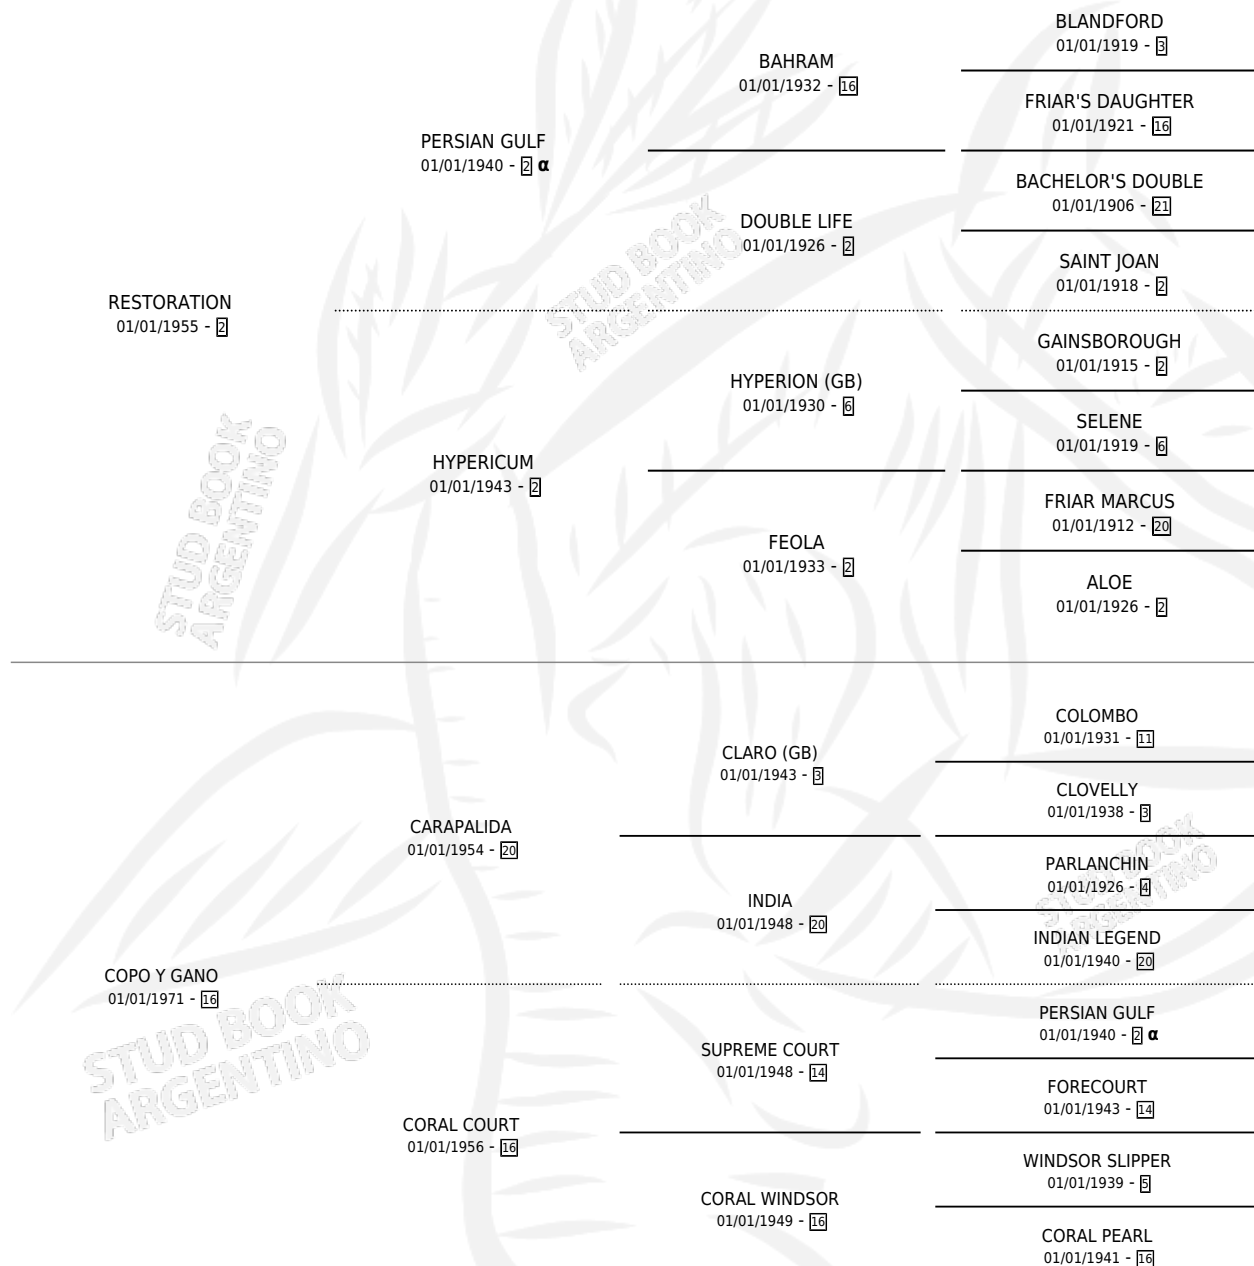 BLANDFORD
01/01/1919 - 3
BAHRAM
01/01/1932 - 16
FRIAR'S DAUGHTER
01/01/1921 - 16
PERSIAN GULF
01/01/1940 - 2 α
BACHELOR'S DOUBLE
01/01/1906 - 21
DOUBLE LIFE
01/01/1926 - 2
SAINT JOAN
01/01/1918 - 2
STUD BOOK
ARGENTINO
RESTORATION
01/01/1955 - 2
GAINSBOROUGH
01/01/1915 - 2
HYPERION (GB)
01/01/1930 - 6
SELENE
01/01/1919 - 6
HYPERICUM
01/01/1943 - 2
FRIAR MARCUS
01/01/1912 - 20
FEOLA
01/01/1933 - 2
ALOE
01/01/1926 - 2
STUD BOOK
ARGENTINO
COLOMBO
01/01/1931 - 11
CLARO (GB)
01/01/1943 - 3
CLOVELLY
01/01/1938 - 3
CARAPALIDA
01/01/1954 - 20
PARLANCHIN
01/01/1926 - 4
INDIA
01/01/1948 - 20
INDIAN LEGEND
01/01/1940 - 20
STUD BOOK
ARGENTINO
COPO Y GANO
01/01/1971 - 16
PERSIAN GULF
01/01/1940 - 2 α
SUPREME COURT
01/01/1948 - 14
FORECOURT
01/01/1943 - 14
CORAL COURT
01/01/1956 - 16
WINDSOR SLIPPER
01/01/1939 - 5
CORAL WINDSOR
01/01/1949 - 16
CORAL PEARL
01/01/1941 - 16
STUD BOOK
ARGENTINO